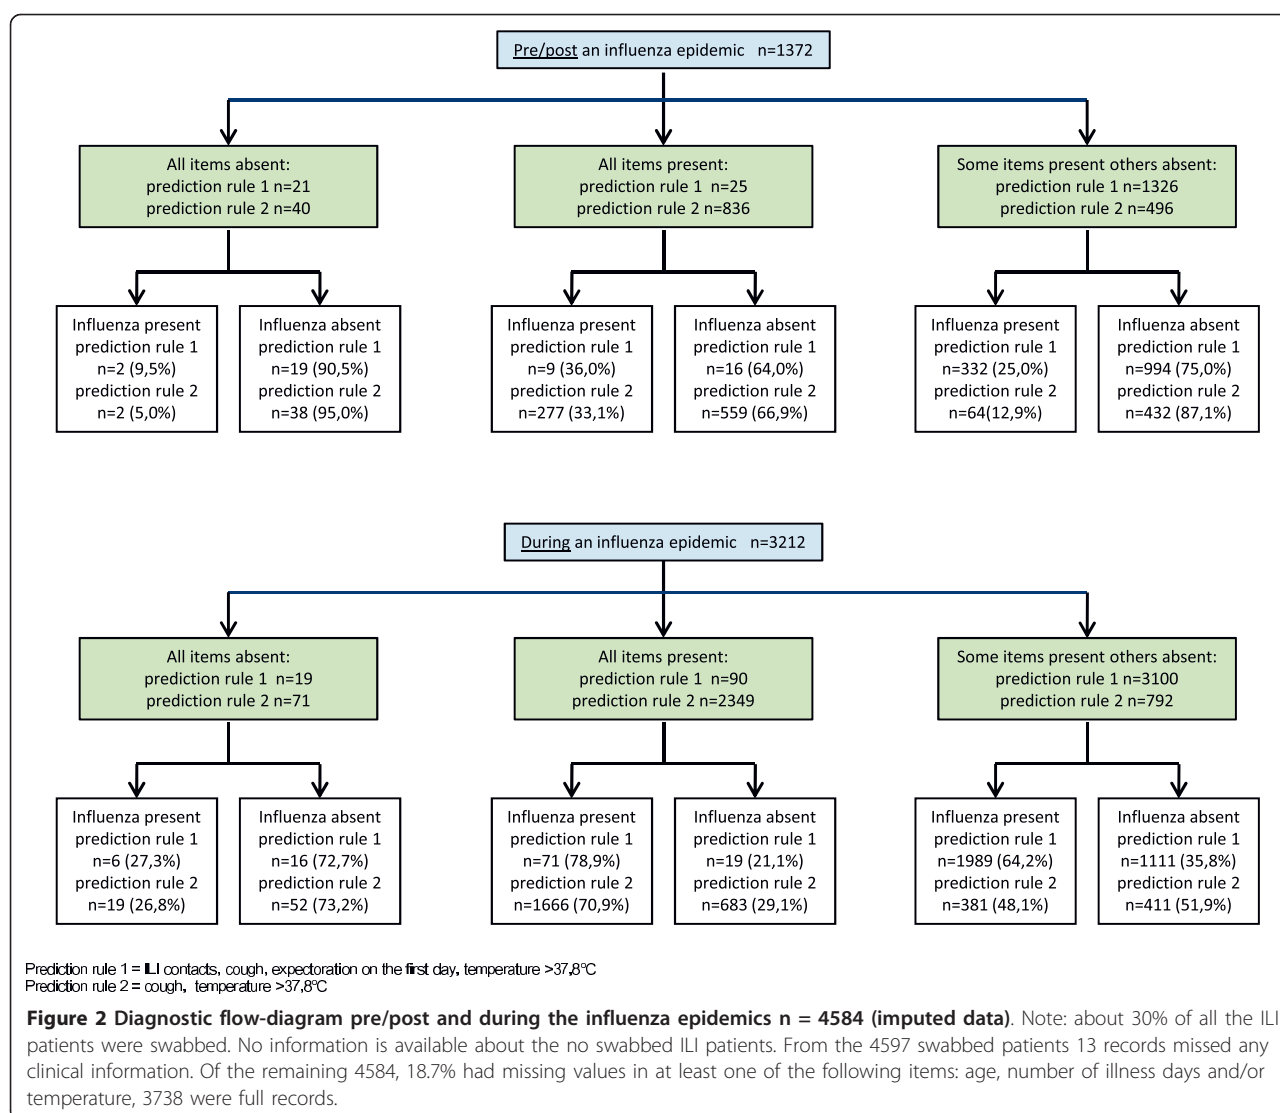 Pre/post an influenza epidemic n=1372
All items absent:
prediction rule 1 n=21
prediction rule 2 n=40
All items present:
prediction rule 1 n=25
prediction rule 2 n=836
Some items present others absent:
prediction rule 1 n=1326
prediction rule 2 n=496
Influenza present
prediction rule 1
n=2 (9,5%)
prediction rule 2
n=2 (5,0%)
Influenza absent
prediction rule 1
n=19 (90,5%)
prediction rule 2
n=38 (95,0%)
Influenza present
prediction rule 1
n=9 (36,0%)
prediction rule 2
n=277 (33,1%)
Influenza absent
prediction rule 1
n=16 (64,0%)
prediction rule 2
n=559 (66,9%)
Influenza present
prediction rule 1
n=332 (25,0%)
prediction rule 2
n=64(12,9%)
Influenza absent
prediction rule 1
n=994 (75,0%)
prediction rule 2
n=432 (87,1%)
During an influenza epidemic n=3212
All items absent:
prediction rule 1 n=19
prediction rule 2 n=71
All items present:
prediction rule 1 n=90
prediction rule 2 n=2349
Some items present others absent:
prediction rule 1 n=3100
prediction rule 2 n=792
Influenza present
prediction rule 1
n=6 (27,3%)
prediction rule 2
n=19 (26,8%)
Influenza absent
prediction rule 1
n=16 (72,7%)
prediction rule 2
n=52 (73,2%)
Influenza present
prediction rule 1
n=71 (78,9%)
prediction rule 2
n=1666 (70,9%)
Influenza absent
prediction rule 1
n=19 (21,1%)
prediction rule 2
n=683 (29,1%)
Influenza present
prediction rule 1
n=1989 (64,2%)
prediction rule 2
n=381 (48,1%)
Influenza absent
prediction rule 1
n=1111 (35,8%)
prediction rule 2
n=411 (51,9%)
Prediction rule 1 = ILI contacts, cough, expectoration on the first day, temperature >37,8°C
Prediction rule 2 = cough, temperature >37,8°C
Figure 2 Diagnostic flow-diagram pre/post and during the influenza epidemics n = 4584 (imputed data). Note: about 30% of all the ILI
patients were swabbed. No information is available about the no swabbed ILI patients. From the 4597 swabbed patients 13 records missed any
clinical information. Of the remaining 4584, 18.7% had missing values in at least one of the following items: age, number of illness days and/or
temperature, 3738 were full records.